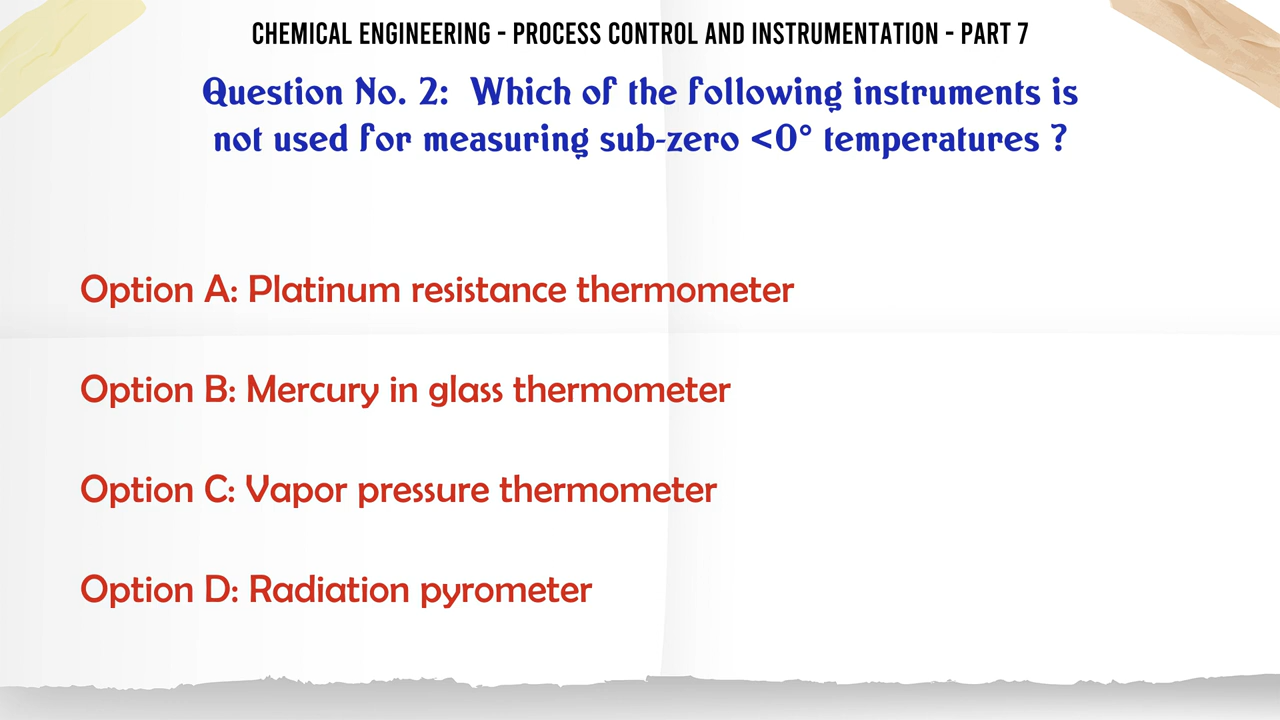 CHEMICAL ENGINEERING - PROCESS CONTROL AND INSTRUMENTATION - PART 7
Question No. 2: Which of the following instruments is
not used for measuring sub-zero <0° temperatures ?
Option A: Platinum resistance thermometer
Option B: Mercury in glass thermometer
Option C: Vapor pressure thermometer
Option D: Radiation pyrometer